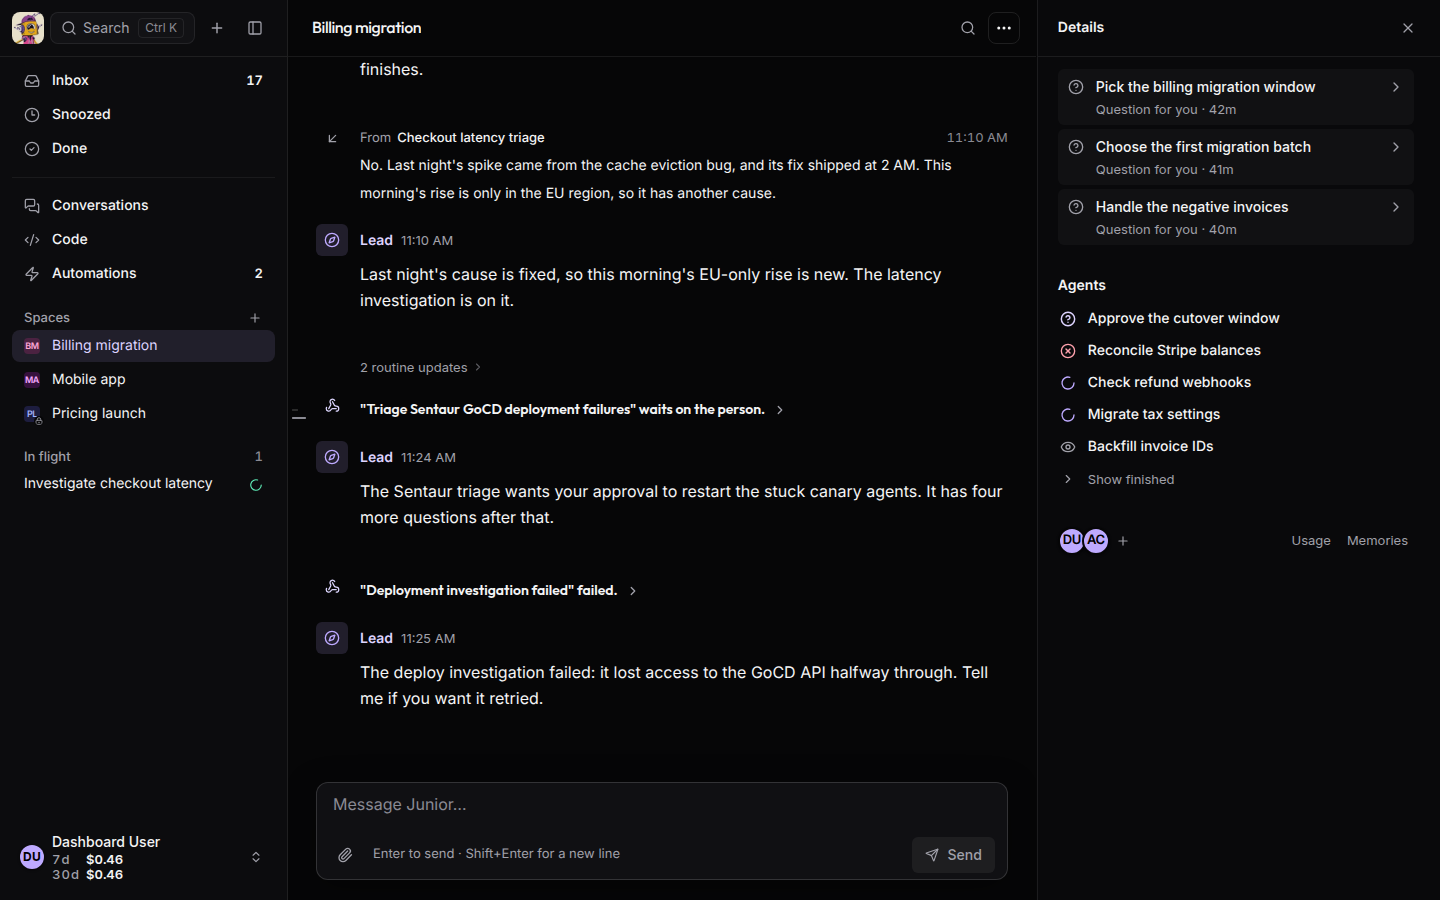 Search Ctrl K
Inbox 17
Snoozed
Done
Conversations
Code
Automations 2
Spaces
BM Billing migration
MA Mobile app
PL Pricing launch
In flight 1
Investigate checkout latency
DU Dashboard User
7d $0.46
30d $0.46
Billing migration
finishes.
From Checkout latency triage 11:10 AM
No. Last night's spike came from the cache eviction bug, and its fix shipped at 2 AM. This
morning's rise is only in the EU region, so it has another cause.
Lead 11:10 AM
Last night's cause is fixed, so this morning's EU-only rise is new. The latency
investigation is on it.
2 routine updates
"Triage Sentaur GoCD deployment failures" waits on the person.
Lead 11:24 AM
The Sentaur triage wants your approval to restart the stuck canary agents. It has four
more questions after that.
"Deployment investigation failed" failed.
Lead 11:25 AM
The deploy investigation failed: it lost access to the GoCD API halfway through. Tell
me if you want it retried.
Message Junior...
Enter to send · Shift+Enter for a new line
Send
Details
Pick the billing migration window
Question for you · 42m
Choose the first migration batch
Question for you · 41m
Handle the negative invoices
Question for you · 40m
Agents
Approve the cutover window
Reconcile Stripe balances
Check refund webhooks
Migrate tax settings
Backfill invoice IDs
Show finished
DU AC Usage Memories